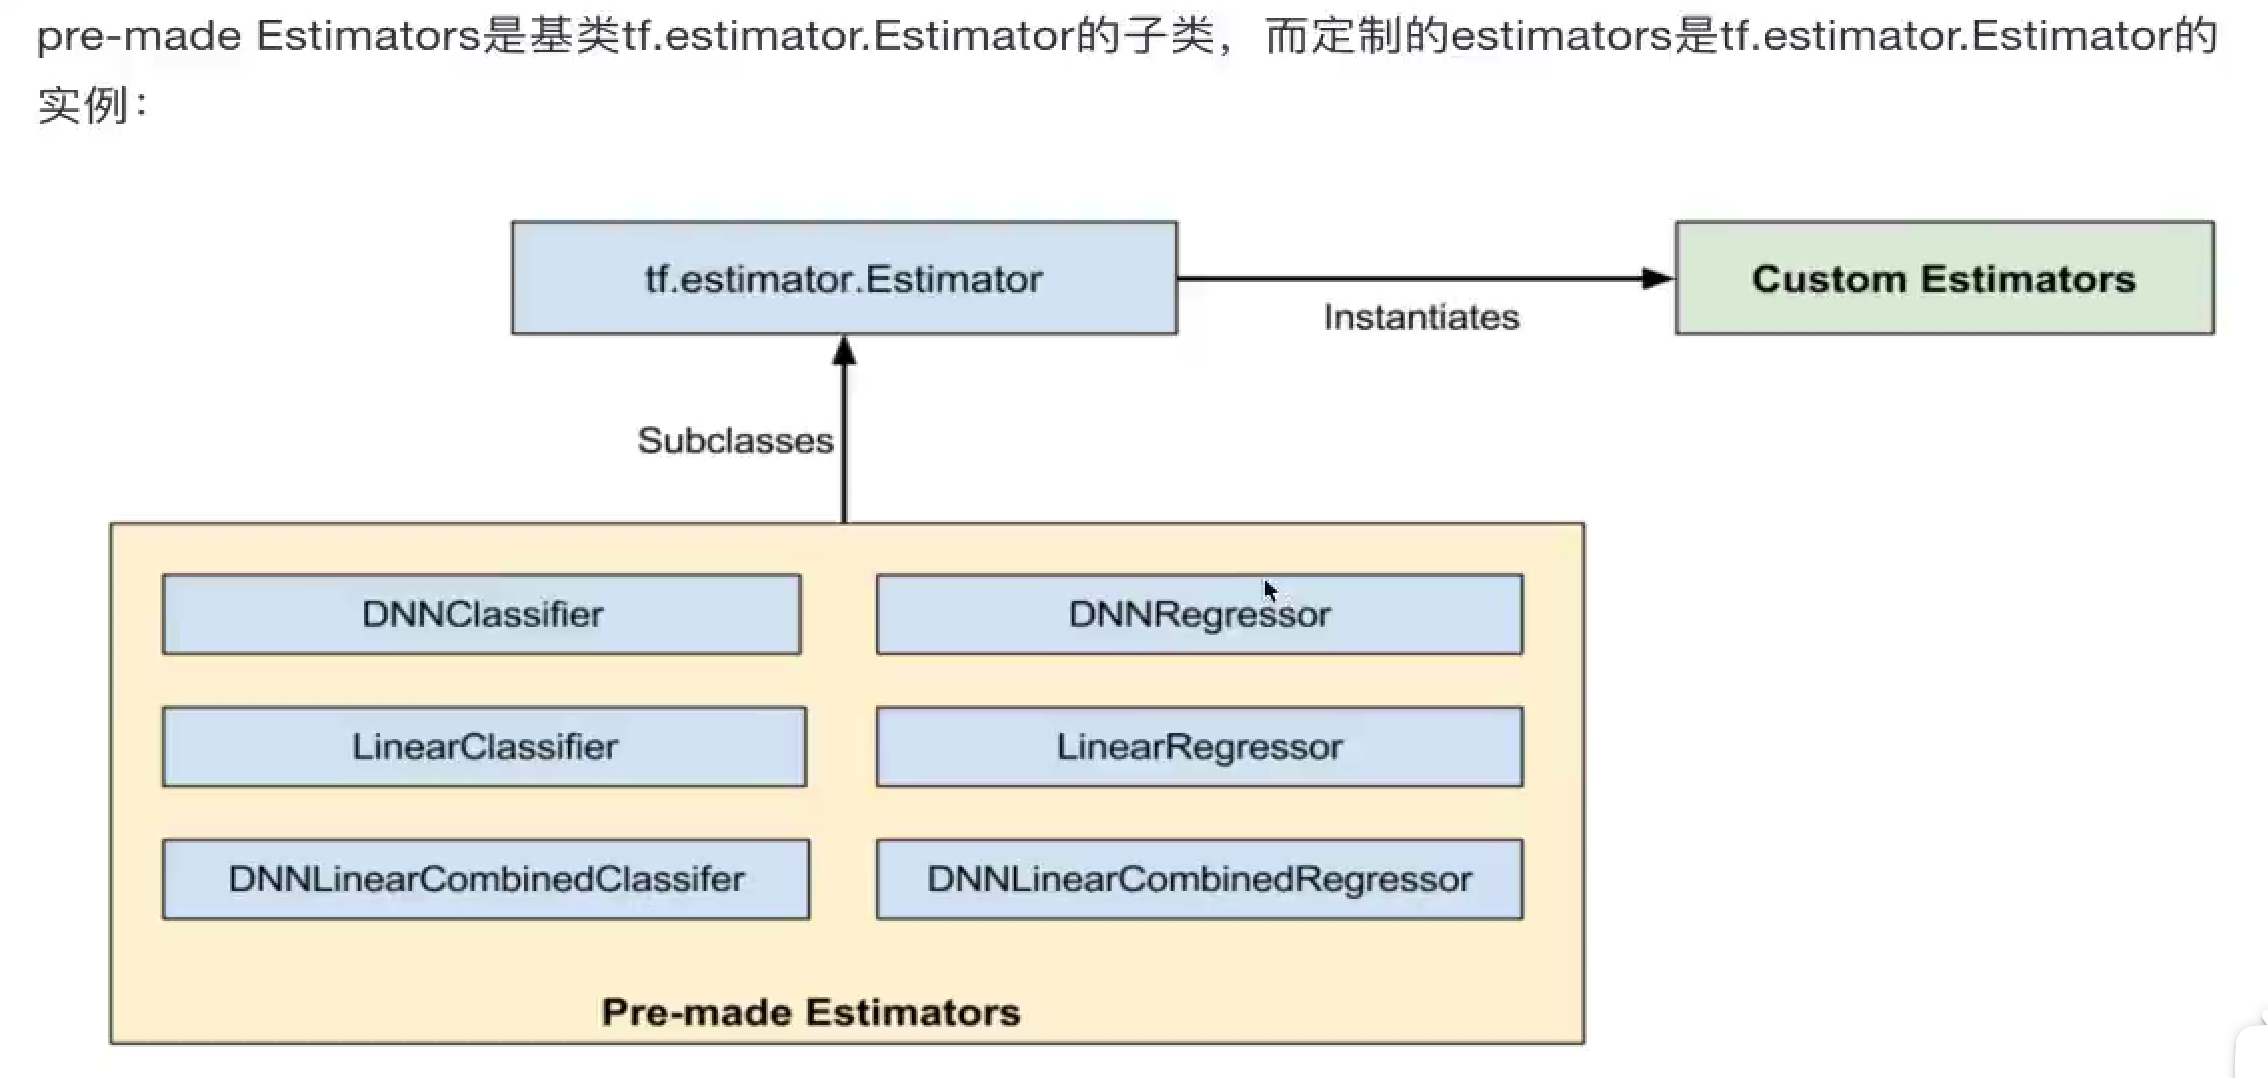 pre-made Estimators是基类tf.estimator.Estimator的子类，而定制的estimators是tf.estimator.Estimator的
实例：
tf.estimator.Estimator
Custom Estimators
Instantiates
Subclasses
DNNClassifier
DNNRegressor
LinearClassifier
LinearRegressor
DNNLinearCombinedClassifer
DNNLinearCombinedRegressor
Pre-made Estimators